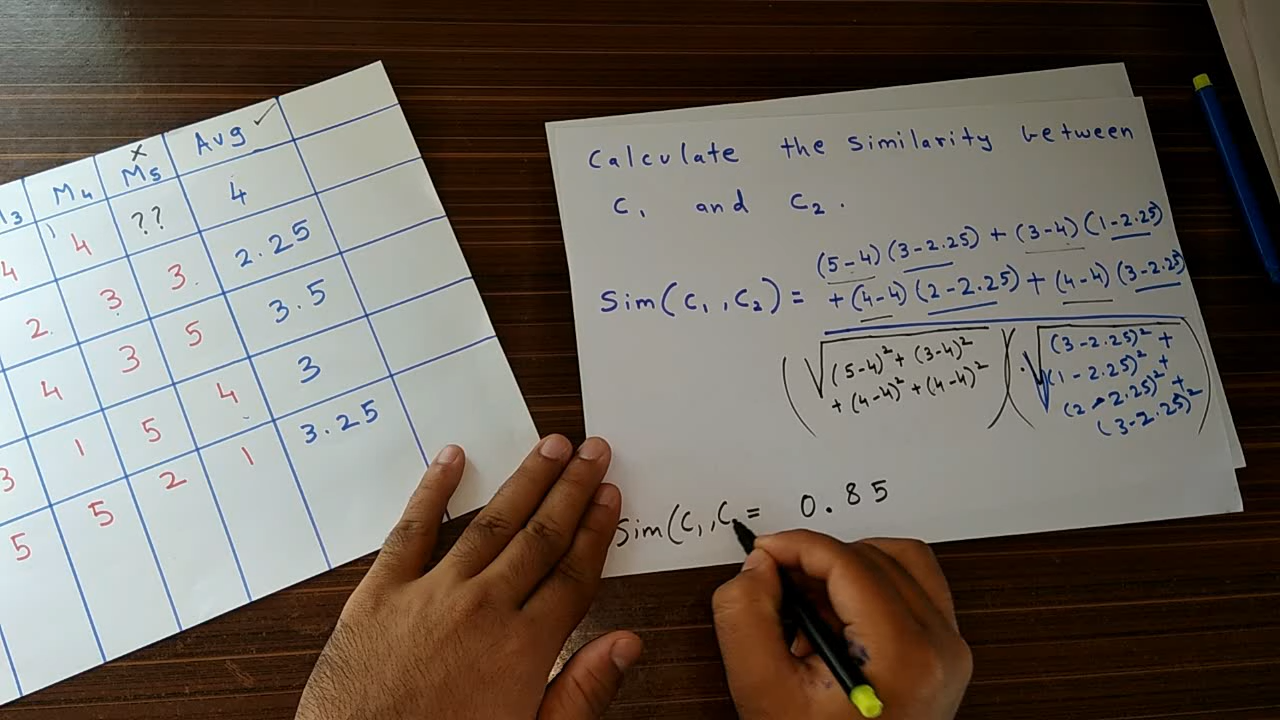 M4 M5 Avg ✓
4 4 ?? 4
2. 3 3. 2.25
4 3 5 3.5
3 1 5 4 3
5 5 2 1 3.25
Calculate the similarity between
C1 and C2.
(5-4)(3-2.25) + (3-4)(1-2.25)
Sim(C1, C2) = + (4-4)(2-2.25) + (4-4)(3-2.25)
(√(5-4)² + (3-4)² + (4-4)² + (4-4)²)(.√(3-2.25)² + (1-2.25)² + (2-2.25)² + (3-2.25)²)
Sim(C1, C = 0.85